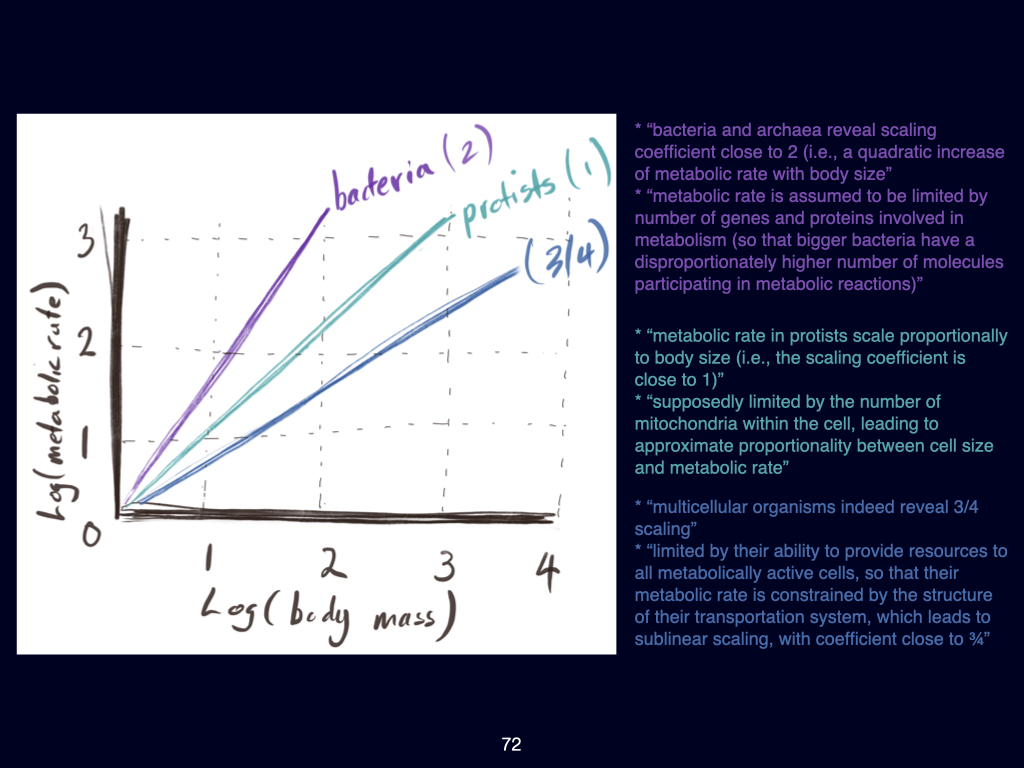 bacteria (2)
protists (1)
(3/4)
3
2
1
0
Log(metabolic rate)
1 2 3 4
Log(body mass)
* “bacteria and archaea reveal scaling
coefficient close to 2 (i.e., a quadratic increase
of metabolic rate with body size”
* “metabolic rate is assumed to be limited by
number of genes and proteins involved in
metabolism (so that bigger bacteria have a
disproportionately higher number of molecules
participating in metabolic reactions)”
* “metabolic rate in protists scale proportionally
to body size (i.e., the scaling coefficient is
close to 1)”
* “supposedly limited by the number of
mitochondria within the cell, leading to
approximate proportionality between cell size
and metabolic rate”
* “multicellular organisms indeed reveal 3/4
scaling”
* “limited by their ability to provide resources to
all metabolically active cells, so that their
metabolic rate is constrained by the structure
of their transportation system, which leads to
sublinear scaling, with coefficient close to ¾”
72